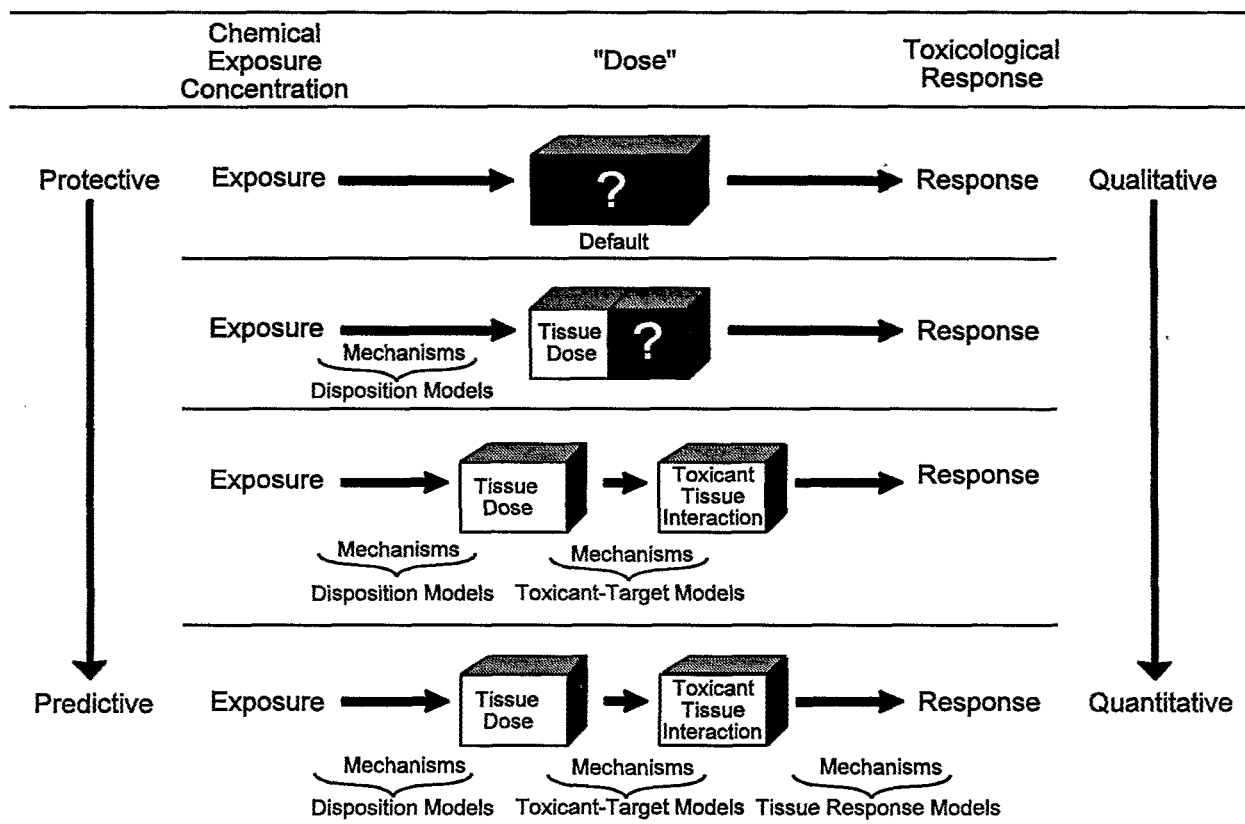 Chemical
Exposure
Concentration
"Dose"
Toxicological
Response
Protective
Exposure
?
Response
Qualitative
Default
Exposure
Tissue
Dose
?
Response
Mechanisms
Disposition Models
Exposure
Tissue
Dose
Toxicant
Tissue
Interaction
Response
Mechanisms
Mechanisms
Disposition Models
Toxicant-Target Models
Predictive
Exposure
Tissue
Dose
Toxicant
Tissue
Interaction
Response
Quantitative
Mechanisms
Mechanisms
Mechanisms
Disposition Models
Toxicant-Target Models
Tissue Response Models